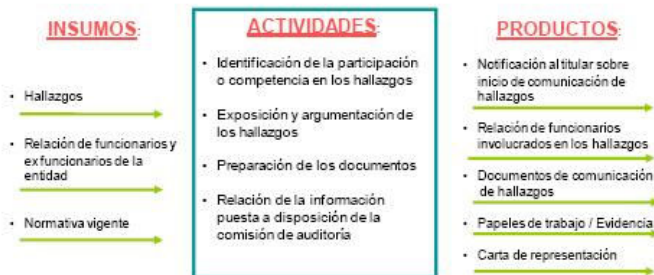 INSUMOS:
Hallazgos
Relación de funcionarios y
ex funcionarios de la
entidad
Normativa vigente
ACTIVIDADES:
Identificación de la participación
o competencia en los hallazgos
Exposición y argumentación de
los hallazgos
Preparación de los documentos
Relación de la información
puesta a disposición de la
comisión de auditoría
PRODUCTOS:
Notificación al titular sobre
inicio de comunicación de
hallazgos
Relación de funcionarios
involucrados en los hallazgos
Documentos de comunicación
de hallazgos
Papeles de trabajo / Evidencia
Carta de representación